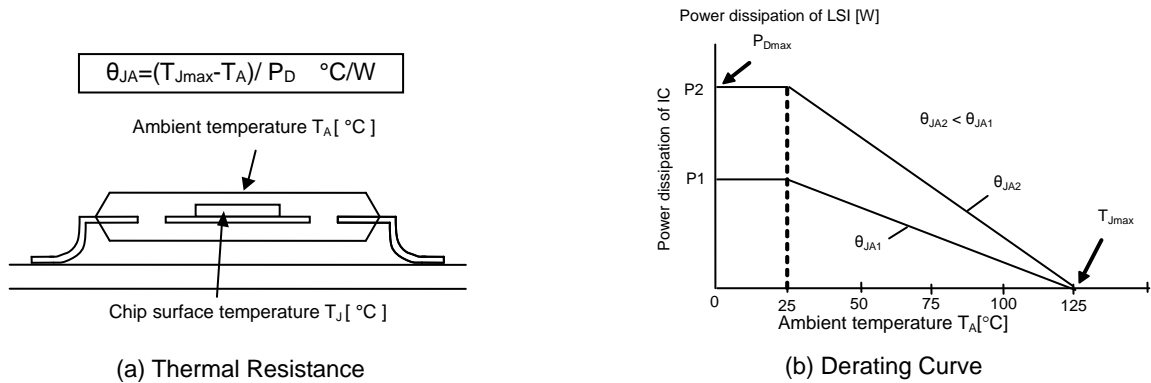 θJA=(TJmax-TA)/ PD °C/W
Ambient temperature TA[ °C ]
Chip surface temperature TJ[ °C ]
(a) Thermal Resistance
Power dissipation of LSI [W]
PDmax
P2
θJA2 < θJA1
Power dissipation of IC
P1
θJA2
TJmax
θJA1
0 25 50 75 100 125
Ambient temperature TA[°C]
(b) Derating Curve